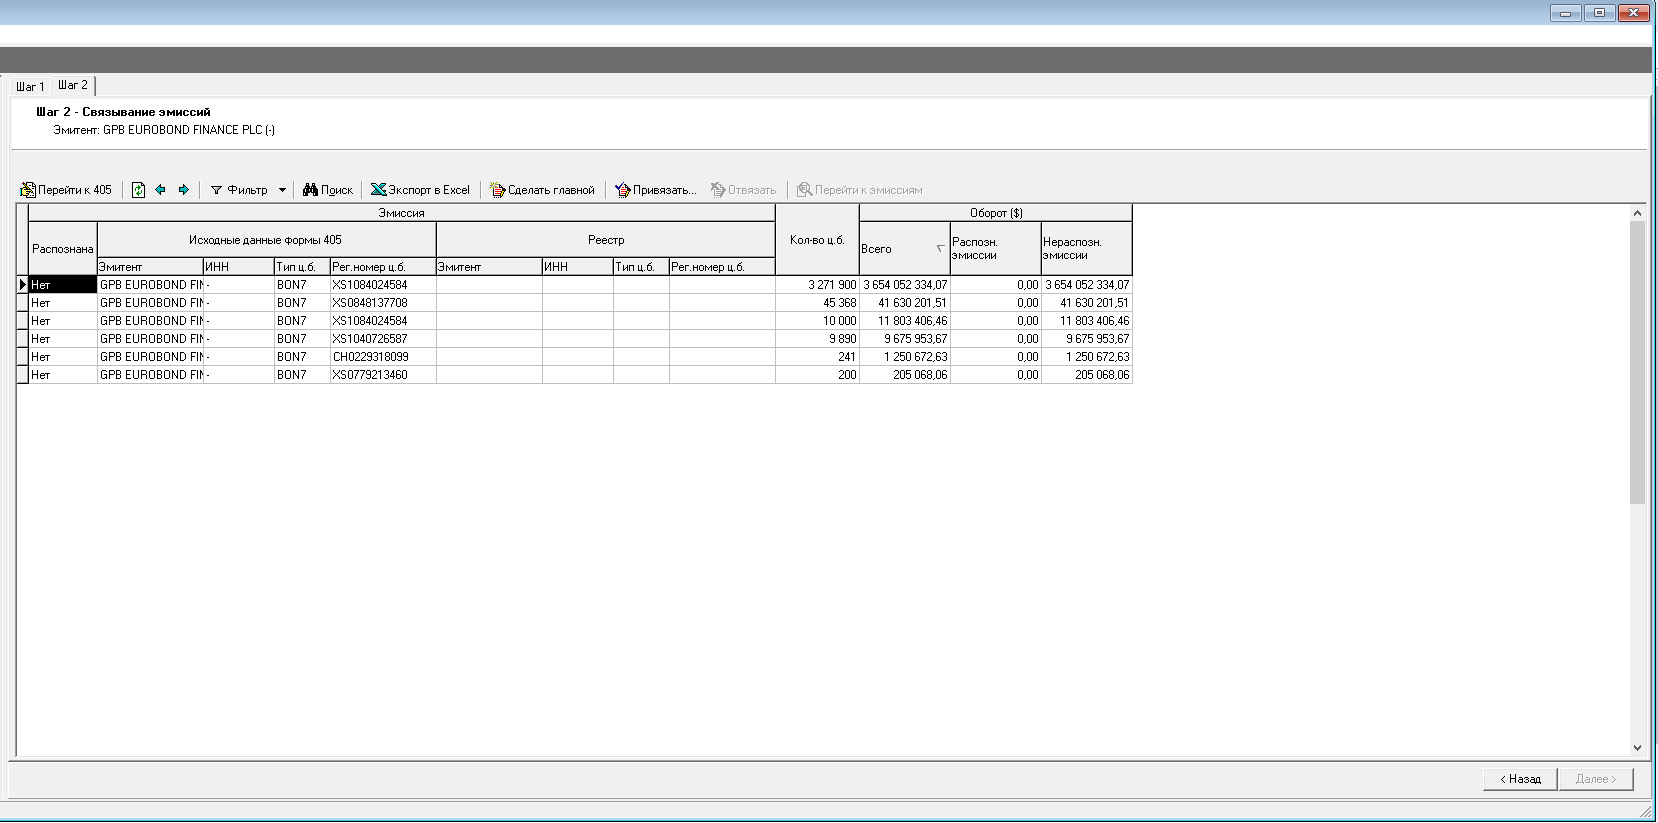 Шаг 1 Шаг 2
Шаг 2 - Связывание эмиссий
Эмитент: GPB EUROBOND FINANCE PLC (-)
Перейти к 405 Фильтр Поиск Экспорт в Excel Сделать главной Привязать... Отвязать Перейти к эмиссиям
Эмиссия Кол-во ц.б. Оборот ($)
Распознана Исходные данные формы 405 Реестр Всего Распозн. эмиссии Нераспозн. эмиссии
Эмитент ИНН Тип ц.б. Рег.номер ц.б. Эмитент ИНН Тип ц.б. Рег.номер ц.б.
Нет GPB EUROBOND FIN - BON7 XS1084024584 3 271 900 3 654 052 334,07 0,00 3 654 052 334,07
Нет GPB EUROBOND FIN - BON7 XS0848137708 45 368 41 630 201,51 0,00 41 630 201,51
Нет GPB EUROBOND FIN - BON7 XS1084024584 10 000 11 803 406,46 0,00 11 803 406,46
Нет GPB EUROBOND FIN - BON7 XS1040726587 9 890 9 675 953,67 0,00 9 675 953,67
Нет GPB EUROBOND FIN - BON7 CH0229318099 241 1 250 672,63 0,00 1 250 672,63
Нет GPB EUROBOND FIN - BON7 XS0779213460 200 205 068,06 0,00 205 068,06
< Назад Далее >